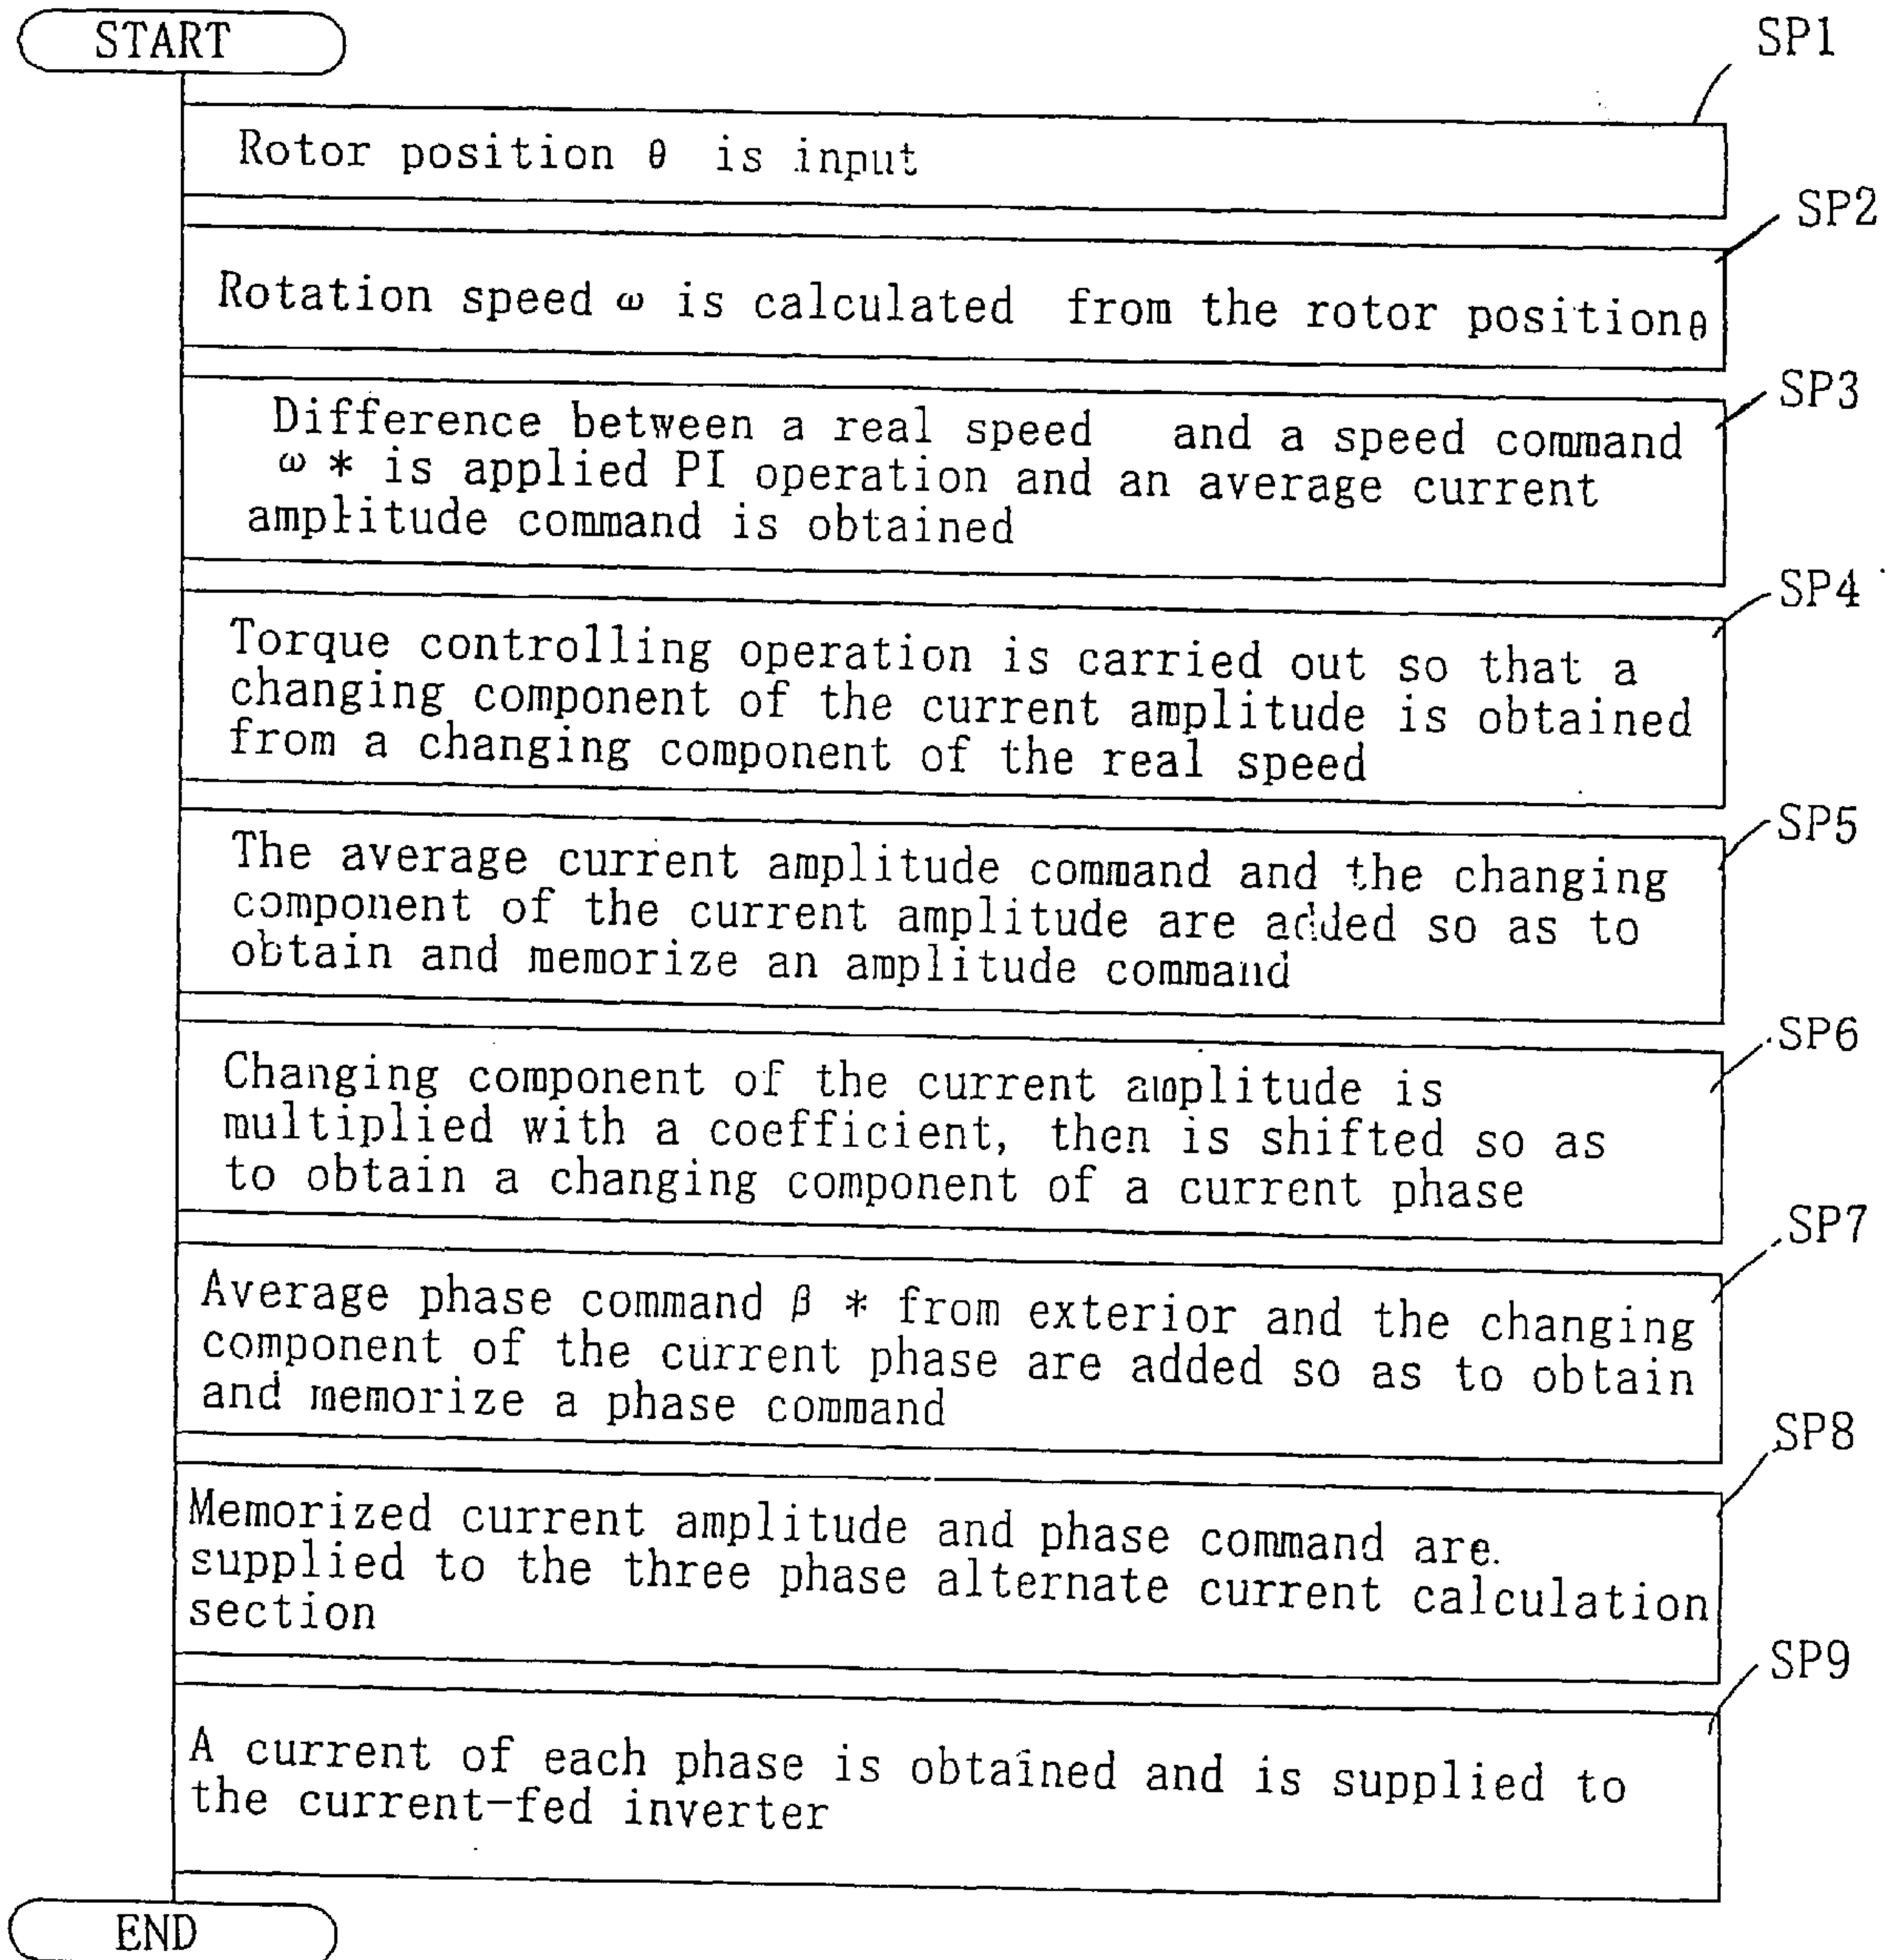 START
SP1
Rotor position θ is input
SP2
Rotation speed ω is calculated from the rotor positionθ
SP3
Difference between a real speed and a speed command
ω * is applied PI operation and an average current
amplitude command is obtained
SP4
Torque controlling operation is carried out so that a
changing component of the current amplitude is obtained
from a changing component of the real speed
SP5
The average current amplitude command and the changing
component of the current amplitude are added so as to
obtain and memorize an amplitude command
SP6
Changing component of the current amplitude is
multiplied with a coefficient, then is shifted so as
to obtain a changing component of a current phase
SP7
Average phase command β * from exterior and the changing
component of the current phase are added so as to obtain
and memorize a phase command
SP8
Memorized current amplitude and phase command are
supplied to the three phase alternate current calculation
section
SP9
A current of each phase is obtained and is supplied to
the current-fed inverter
END